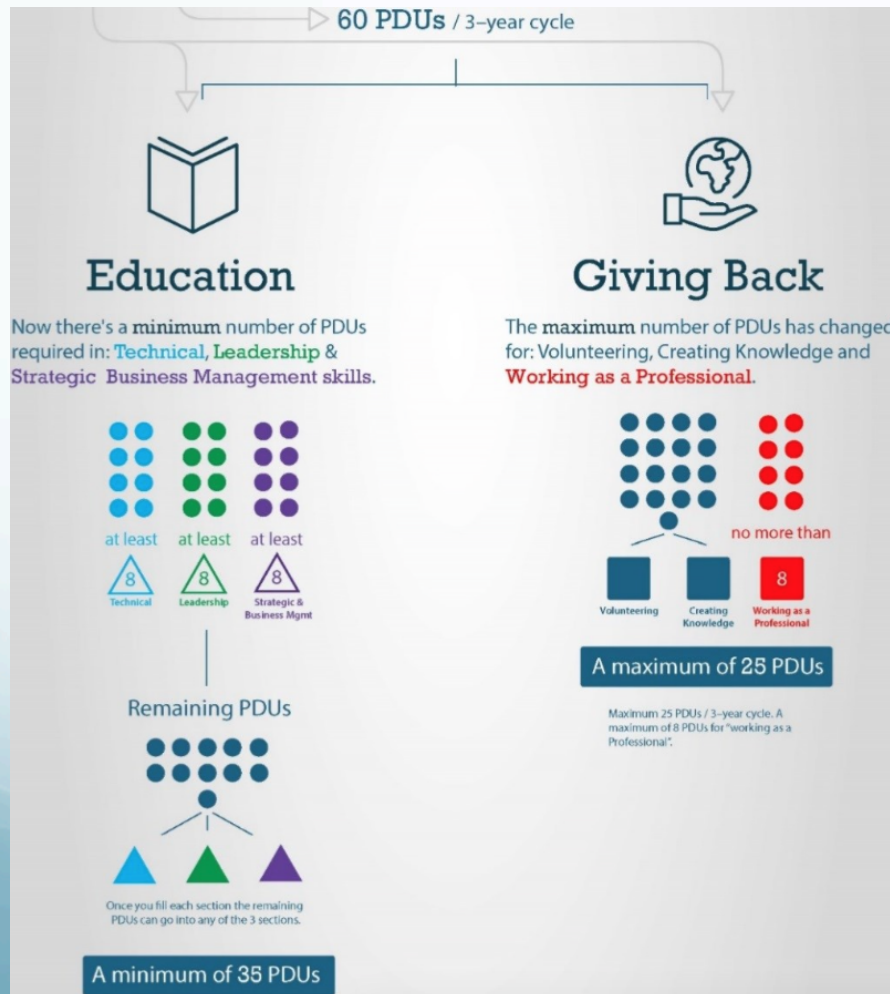 60 PDUs / 3–year cycle
Education
Now there's a minimum number of PDUs
required in: Technical, Leadership &
Strategic Business Management skills.
at least at least at least
8 8 8
Technical Leadership Strategic &
Business Mgmt
Remaining PDUs
Once you fill each section the remaining
PDUs can go into any of the 3 sections.
A minimum of 35 PDUs
Giving Back
The maximum number of PDUs has changed
for: Volunteering, Creating Knowledge and
Working as a Professional.
no more than
8
Volunteering Creating Working as a
Knowledge Professional
A maximum of 25 PDUs
Maximum 25 PDUs / 3–year cycle. A
maximum of 8 PDUs for "working as a
Professional".